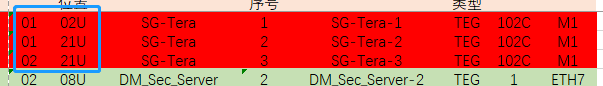 位置 序号 类型
01 02U SG-Tera 1 SG-Tera-1 TEG 102C M1
01 21U SG-Tera 2 SG-Tera-2 TEG 102C M1
02 21U SG-Tera 3 SG-Tera-3 TEG 102C M1
02 08U DM_Sec_Server 2 DM_Sec_Server-2 TEG 1 ETH7